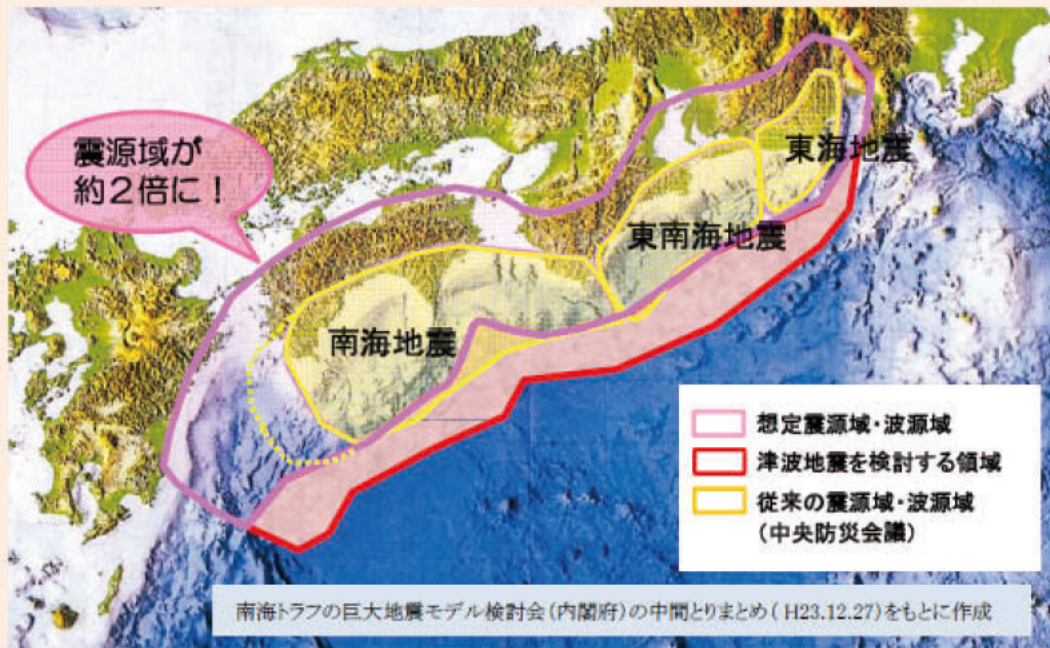 震源域が
約2倍に！
東海地震
東南海地震
南海地震
想定震源域・波源域
津波地震を検討する領域
従来の震源域・波源域
(中央防災会議)
南海トラフの巨大地震モデル検討会(内閣府)の中間とりまとめ( H23.12.27)をもとに作成